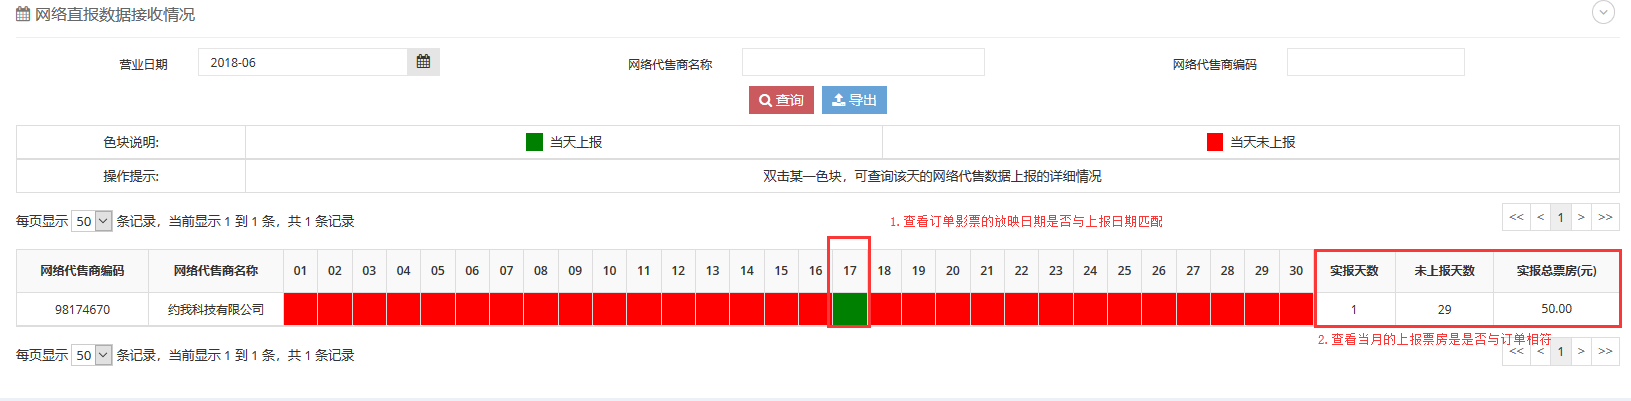 网络直报数据接收情况
营业日期 2018-06 网络代售商名称 网络代售商编码
查询 导出
色块说明: 当天上报 当天未上报
操作提示: 双击某一色块，可查询该天的网络代售数据上报的详细情况
每页显示 50 条记录，当前显示 1 到 1 条，共 1 条记录 1. 查看订单影票的放映日期是否与上报日期匹配 << < 1 > >>
网络代售商编码 网络代售商名称 01 02 03 04 05 06 07 08 09 10 11 12 13 14 15 16 17 18 19 20 21 22 23 24 25 26 27 28 29 30 实报天数 未上报天数 实报总票房(元)
98174670 约我科技有限公司 1 29 50.00
2. 查看当月的上报票房是是否与订单相符
每页显示 50 条记录，当前显示 1 到 1 条，共 1 条记录 << < 1 > >>